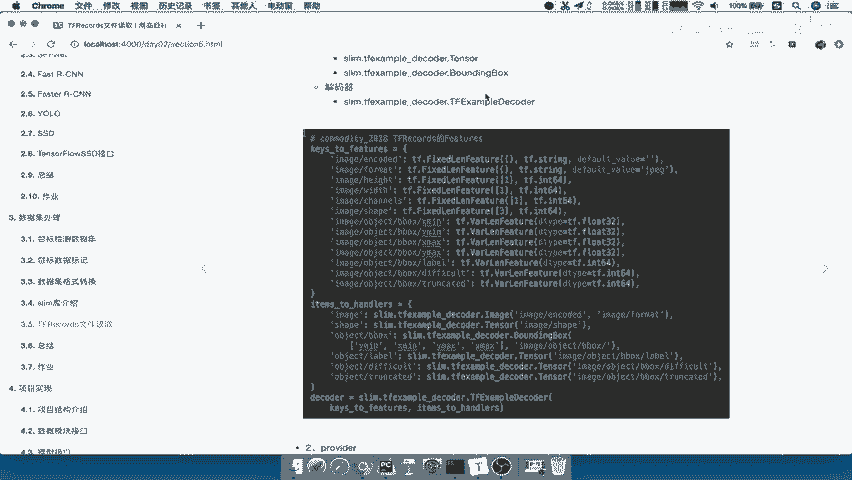 Chrome 文件 修改 视图 历史记录 书签 其他人 电动窗 帮助
100%
TFRecords文件读取
localhost:4000/day02/section6.html
2.4. Fast R-CNN
2.5. Faster R-CNN
2.6. YOLO
2.7. SSD
2.8. TensorFlowSSD接口
2.9. 总结
2.10. 作业
3. 数据集处理
3.1. 目标检测数据集
3.2. 目标数据标记
3.3. 数据集格式转换
3.4. slim库介绍
3.5. TFRecords文件读取
3.6. 总结
3.7. 作业
4. 项目实现
4.1. 项目结构介绍
4.2. 数据模块接口
slim.tfexample_decoder.Tensor
slim.tfexample_decoder.BoundingBox
解码器
slim.tfexample_decoder.TFExampleDecoder
# commodity_2018 TFRecords的Features
keys_to_features = {
'image/encoded': tf.FixedLenFeature((), tf.string, default_value=''),
'image/format': tf.FixedLenFeature((), tf.string, default_value='jpeg'),
'image/height': tf.FixedLenFeature([1], tf.int64),
'image/width': tf.FixedLenFeature([1], tf.int64),
'image/channels': tf.FixedLenFeature([1], tf.int64),
'image/shape': tf.FixedLenFeature([3], tf.int64),
'image/object/bbox/xmin': tf.VarLenFeature(dtype=tf.float32),
'image/object/bbox/ymin': tf.VarLenFeature(dtype=tf.float32),
'image/object/bbox/xmax': tf.VarLenFeature(dtype=tf.float32),
'image/object/bbox/ymax': tf.VarLenFeature(dtype=tf.float32),
'image/object/bbox/label': tf.VarLenFeature(dtype=tf.int64),
'image/object/bbox/difficult': tf.VarLenFeature(dtype=tf.int64),
'image/object/bbox/truncated': tf.VarLenFeature(dtype=tf.int64),
}
items_to_handlers = {
'image': slim.tfexample_decoder.Image('image/encoded', 'image/format'),
'shape': slim.tfexample_decoder.Tensor('image/shape'),
'object/bbox': slim.tfexample_decoder.BoundingBox(
['ymin', 'xmin', 'ymax', 'xmax'], 'image/object/bbox/'),
'object/label': slim.tfexample_decoder.Tensor('image/object/bbox/label'),
'object/difficult': slim.tfexample_decoder.Tensor('image/object/bbox/difficult'),
'object/truncated': slim.tfexample_decoder.Tensor('image/object/bbox/truncated'),
}
decoder = slim.tfexample_decoder.TFExampleDecoder(
keys_to_features, items_to_handlers)
2、provider